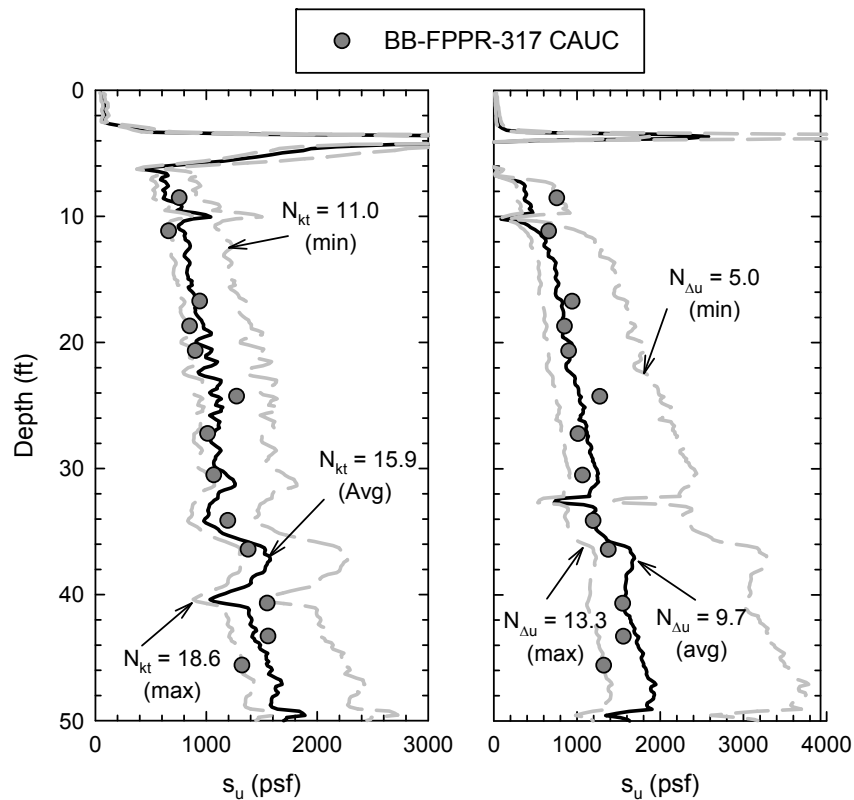 BB-FPPR-317 CAUC
Depth (ft)
0
10
20
30
40
50
N_kt = 11.0
(min)
N_kt = 15.9
(Avg)
N_kt = 18.6
(max)
0 1000 2000 3000
s_u (psf)
N_Δu = 5.0
(min)
N_Δu = 13.3
(max)
N_Δu = 9.7
(avg)
0 1000 2000 3000 4000
s_u (psf)